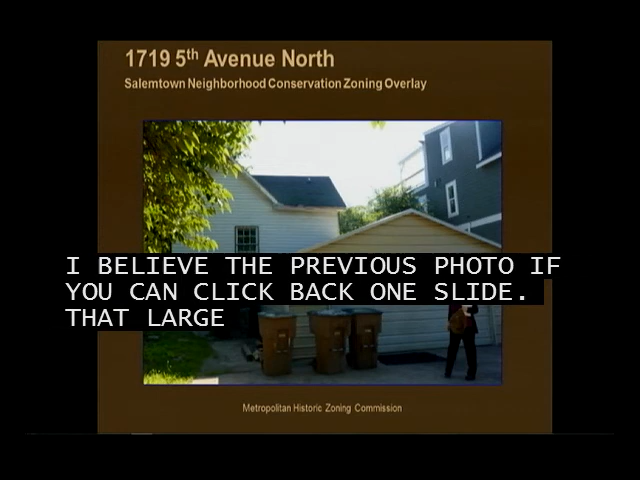 1719 5th Avenue North
Salemtown Neighborhood Conservation Zoning Overlay
I BELIEVE THE PREVIOUS PHOTO IF
YOU CAN CLICK BACK ONE SLIDE.
THAT LARGE
Metropolitan Historic Zoning Commission